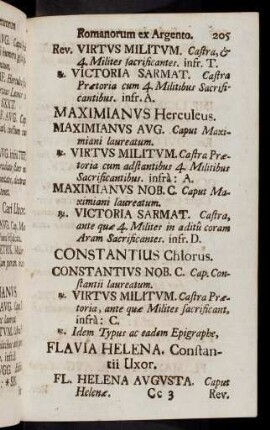 Romanorum ex Argento. 205
Rev. VIRTVS MILITVM. Castra, &
4. Milites sacrificantes. infr. T.
℞. VICTORIA SARMAT. Castra
Prætoria cum 4. Militibus Sacrifi-
cantibus. infr. A.
MAXIMIANVS Herculeus.
MAXIMIANVS AVG. Caput Maxi-
miani laureatum.
℞. VIRTVS MILITVM. Castra Præ-
toria cum adstantibus 4. Militibus
Sacrificantibus. infrà: A.
MAXIMIANVS NOB. C. Caput Ma-
ximiani laureatum.
℞. VICTORIA SARMAT. Castra,
ante quæ 4. Milites in aditu coram
Aram Sacrificantes. infr. D.
CONSTANTIUS Chlorus.
CONSTANTIVS NOB. C. Cap. Con-
stantii laureatum.
℞. VIRTVS MILITVM. Castra Præ-
toria, ante quæ Milites sacrificant,
infrà: C.
℞. Idem Typus ac eadem Epigraphe,
FLAVIA HELENA. Constan-
tii Uxor.
FL. HELENA AVGVSTA. Caput
Helenæ. Cc 3 Rev.